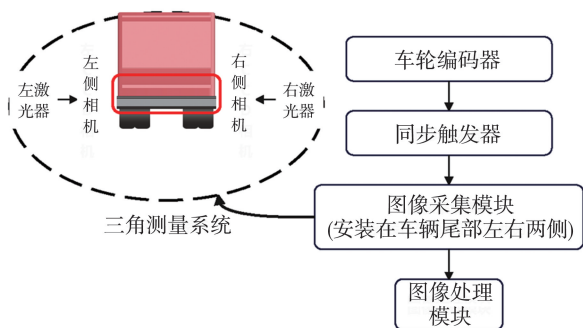 左激光器
左侧相机
右侧相机
右激光器
三角测量系统
车轮编码器
同步触发器
图像采集模块
(安装在车辆尾部左右两侧)
图像处理
模块